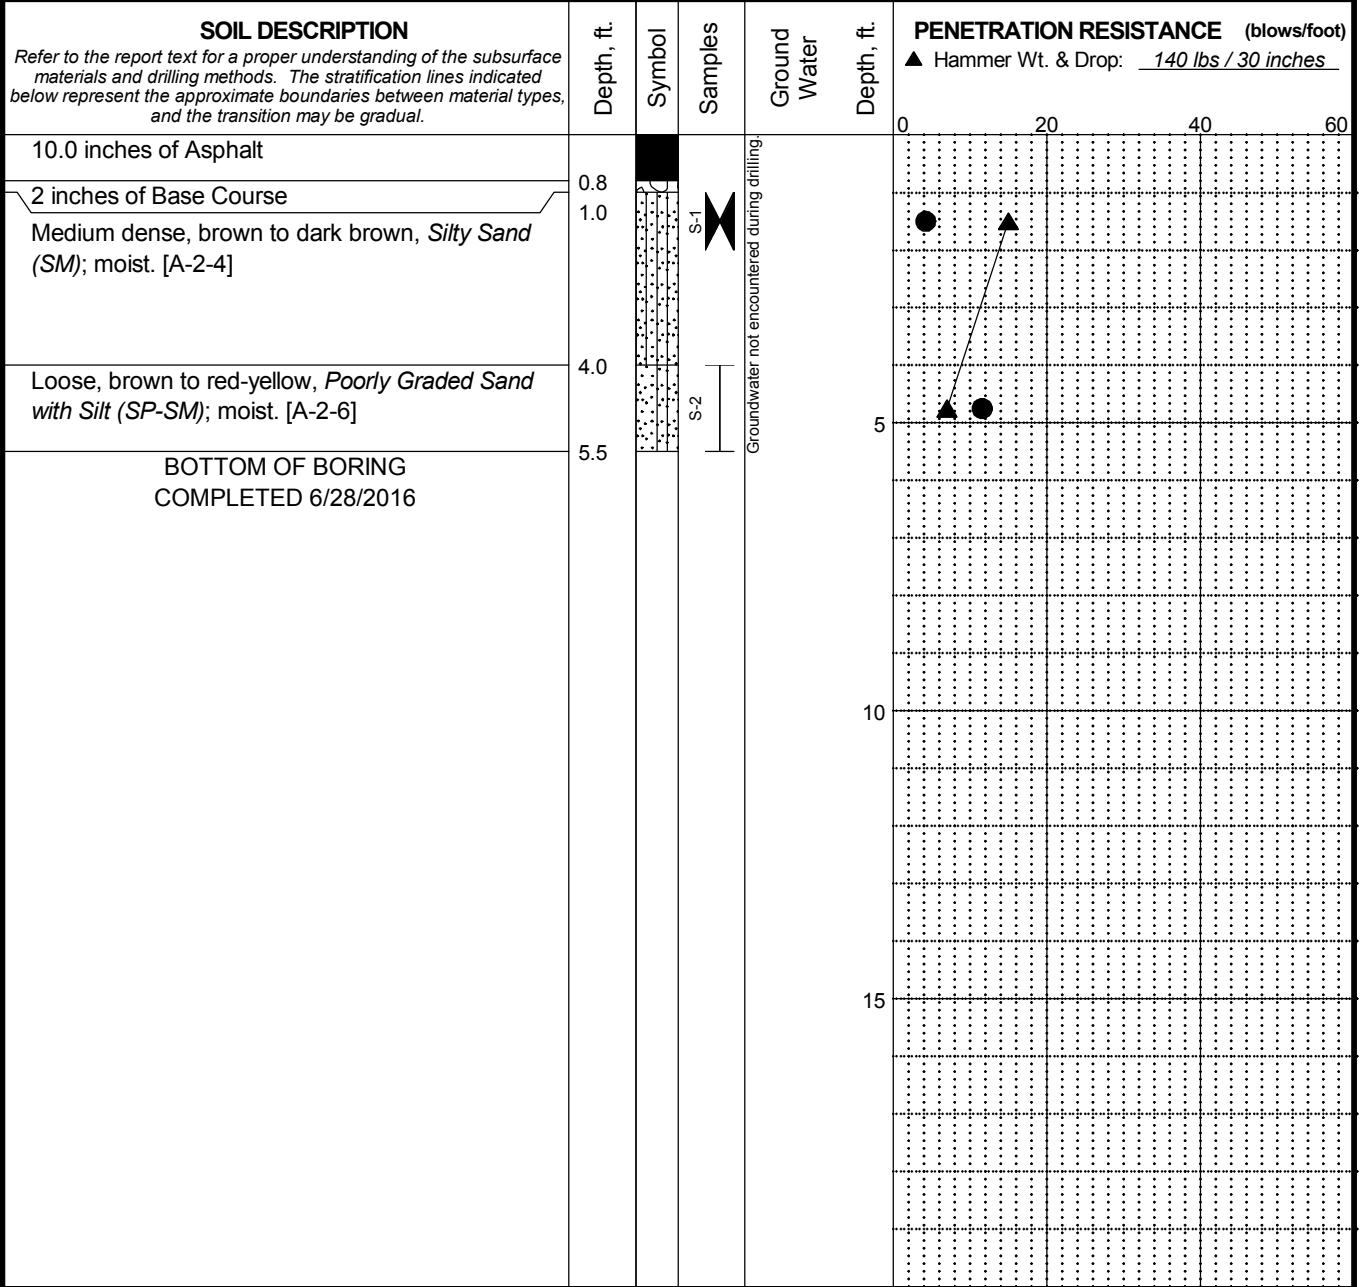 SOIL DESCRIPTION
Refer to the report text for a proper understanding of the subsurface
materials and drilling methods. The stratification lines indicated
below represent the approximate boundaries between material types,
and the transition may be gradual.
Depth, ft.
Symbol
Samples
Ground
Water
Depth, ft.
PENETRATION RESISTANCE (blows/foot)
▲ Hammer Wt. & Drop: 140 lbs / 30 inches
0 20 40 60
10.0 inches of Asphalt
0.8
2 inches of Base Course
1.0
Medium dense, brown to dark brown, Silty Sand
(SM); moist. [A-2-4]
S-1
4.0
Loose, brown to red-yellow, Poorly Graded Sand
with Silt (SP-SM); moist. [A-2-6]
S-2
5.5
Groundwater not encountered during drilling.
BOTTOM OF BORING
COMPLETED 6/28/2016
5
10
15